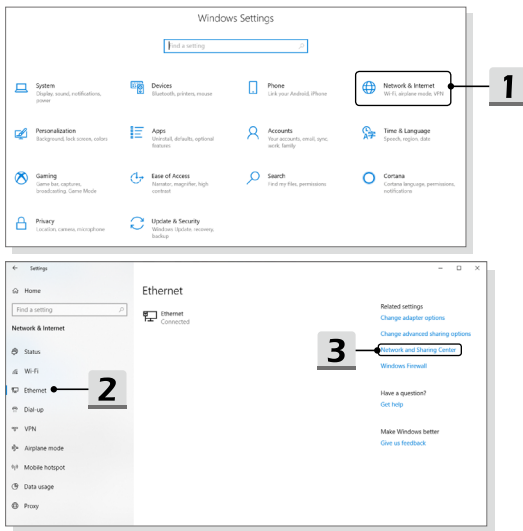 Windows Settings
Find a setting
System
Display, sound, notifications,
power
Devices
Bluetooth, printers, mouse
Phone
Link your Android, iPhone
Network & Internet
Wi-Fi, airplane mode, VPN
1
Personalization
Background, lock screen, colors
Apps
Uninstall, defaults, optional
features
Accounts
Your accounts, email, sync,
work, family
Time & Language
Speech, region, date
Gaming
Game bar, captures,
broadcasting, Game Mode
Ease of Access
Narrator, magnifier, high
contrast
Search
Find my files, permissions
Cortana
Cortana language, permissions,
notifications
Privacy
Location, camera, microphone
Update & Security
Windows Update, recovery,
backup
Settings
Home
Find a setting
Network & Internet
Status
Wi-Fi
Ethernet
2
Dial-up
VPN
Airplane mode
Mobile hotspot
Data usage
Proxy
Ethernet
Ethernet
Connected
Related settings
Change adapter options
Change advanced sharing options
3
Network and Sharing Center
Windows Firewall
Have a question?
Get help
Make Windows better
Give us feedback